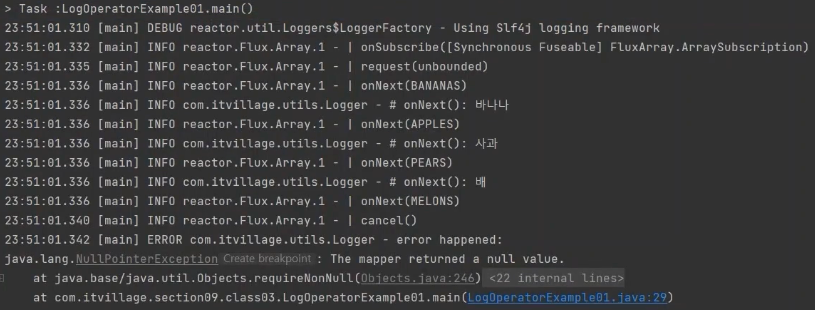 > Task :LogOperatorExample01.main()
23:51:01.310 [main] DEBUG reactor.util.Loggers$LoggerFactory - Using Slf4j logging framework
23:51:01.332 [main] INFO reactor.Flux.Array.1 - | onSubscribe([Synchronous Fuseable] FluxArray.ArraySubscription)
23:51:01.335 [main] INFO reactor.Flux.Array.1 - | request(unbounded)
23:51:01.336 [main] INFO reactor.Flux.Array.1 - | onNext(BANANAS)
23:51:01.336 [main] INFO com.itvillage.utils.Logger - # onNext(): 바나나
23:51:01.336 [main] INFO reactor.Flux.Array.1 - | onNext(APPLES)
23:51:01.336 [main] INFO com.itvillage.utils.Logger - # onNext(): 사과
23:51:01.336 [main] INFO reactor.Flux.Array.1 - | onNext(PEARS)
23:51:01.336 [main] INFO com.itvillage.utils.Logger - # onNext(): 배
23:51:01.336 [main] INFO reactor.Flux.Array.1 - | onNext(MELONS)
23:51:01.340 [main] INFO reactor.Flux.Array.1 - | cancel()
23:51:01.342 [main] ERROR com.itvillage.utils.Logger - error happened:
java.lang.NullPointerException Create breakpoint : The mapper returned a null value.
at java.base/java.util.Objects.requireNonNull(Objects.java:246) <22 internal lines>
at com.itvillage.section09.class03.LogOperatorExample01.main(LogOperatorExample01.java:29)